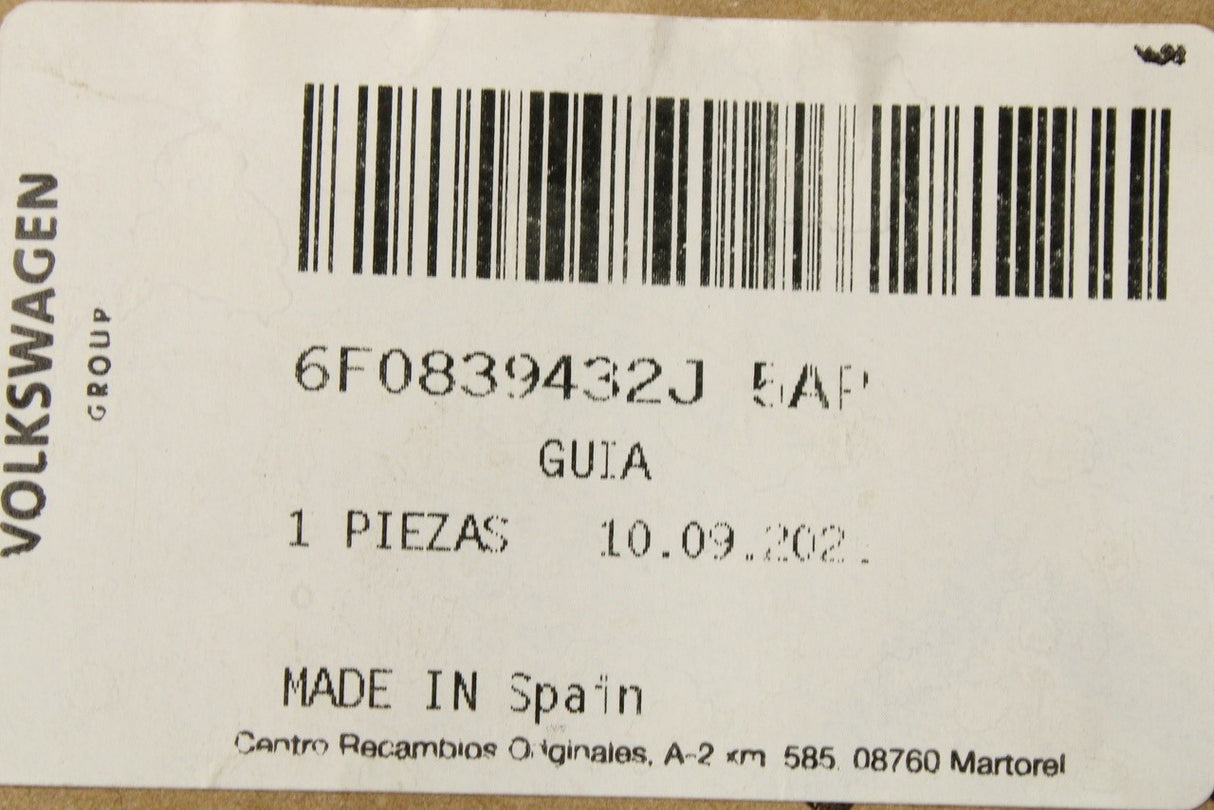 VOLKSWAGEN
GROUP
6F0839432J 5AP
GUIA
1 PIEZAS
MADE IN Spain
Centro Recambios Originales, A-2 km 585. 08760 Martorel